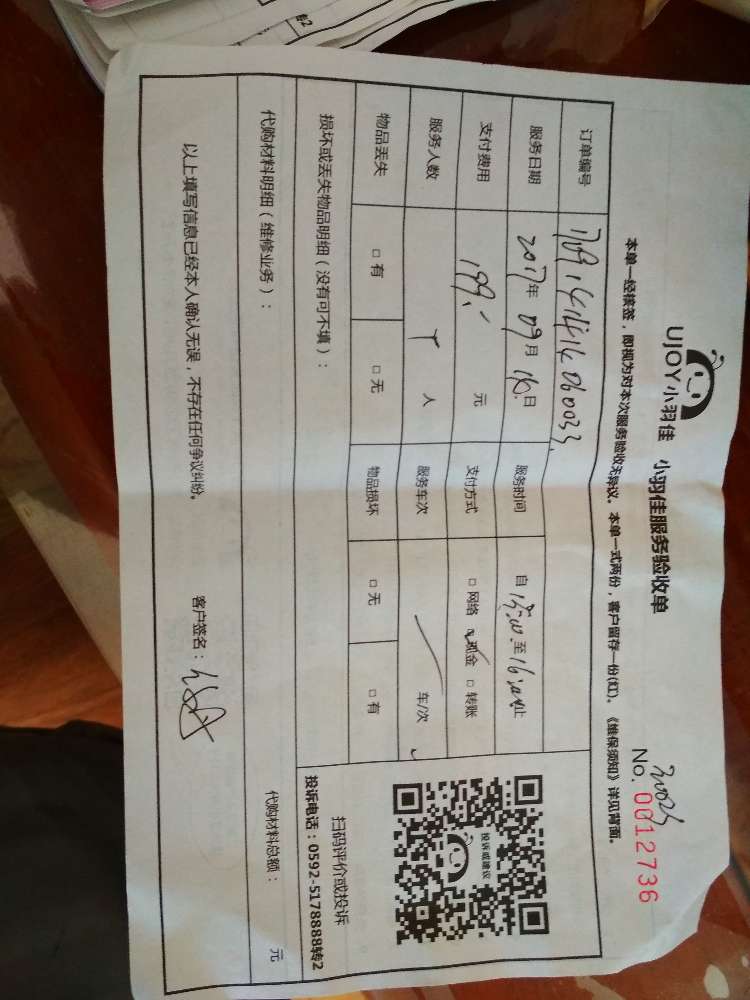 UJOY小羽佳 小羽佳服务验收单
No. 0012736
本单一经核签，即视为对本次服务验收无异议。本单一式两份，客户留存一份(红)。《维保须知》详见背面。
订单编号
服务日期 2017年 09月 16日 服务时间 自 至 止
支付费用 199 元 支付方式 □ 网络 □ 现金 □ 转账
服务人数 人 服务车次 车/次
物品丢失 □ 有 □ 无 物品损坏 □ 无 □ 有
投诉或建议
扫码评价或投诉
投诉电话：0592-5178888转2
损坏或丢失物品明细（没有可不填）：
代购材料明细（维修业务）： 代购材料总额： 元
以上填写信息已经本人确认无误，不存在任何争议纠纷。 客户签名：